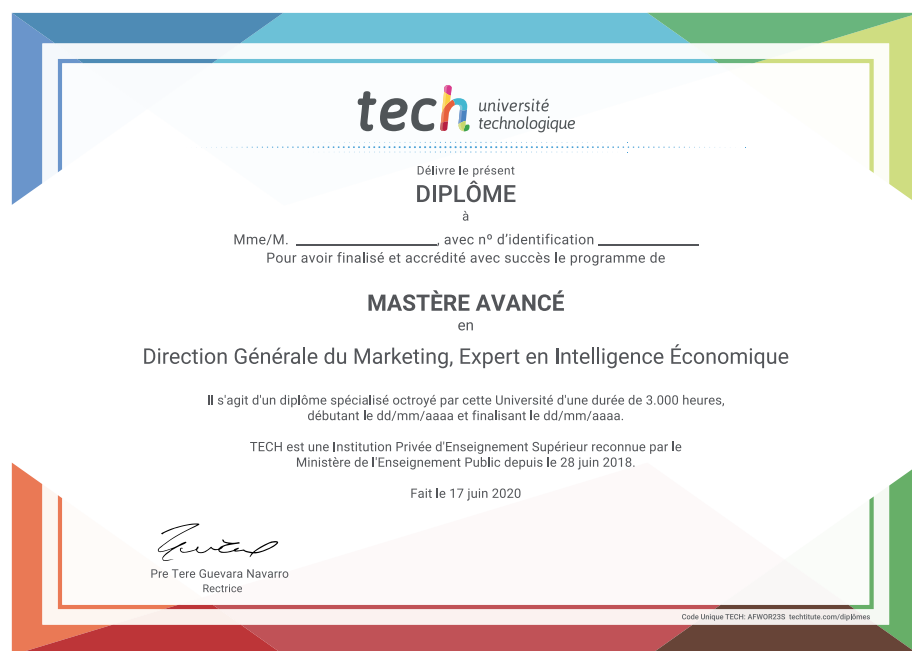 tech université
technologique
Délivre le présent
DIPLÔME
à
Mme/M. ____________________, avec nº d'identification ______________
Pour avoir finalisé et accrédité avec succès le programme de
MASTÈRE AVANCÉ
en
Direction Générale du Marketing, Expert en Intelligence Économique
Il s'agit d'un diplôme spécialisé octroyé par cette Université d'une durée de 3.000 heures,
débutant le dd/mm/aaaa et finalisant le dd/mm/aaaa.
TECH est une Institution Privée d'Enseignement Supérieur reconnue par le
Ministère de l'Enseignement Public depuis le 28 juin 2018.
Fait le 17 juin 2020
Pre Tere Guevara Navarro
Rectrice
Code Unique TECH: AFWOR23S techtitute.com/diplômes